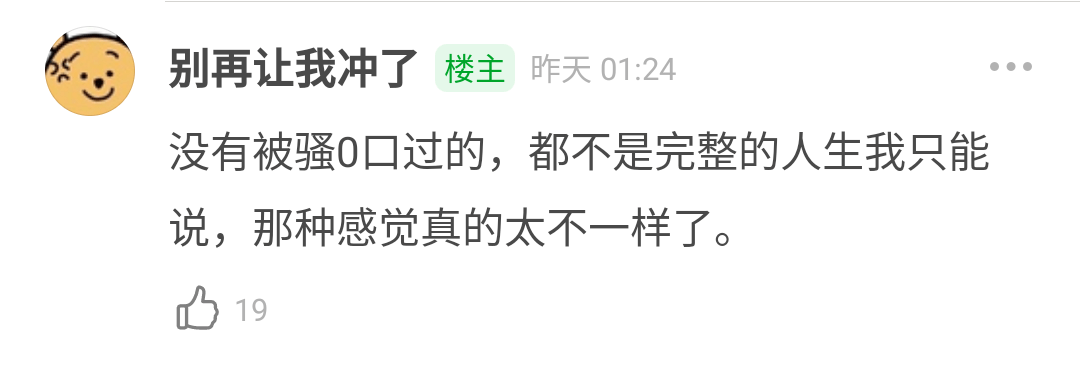 别再让我冲了 楼主 昨天 01:24
没有被骚0口过的，都不是完整的人生我只能
说，那种感觉真的太不一样了。
19